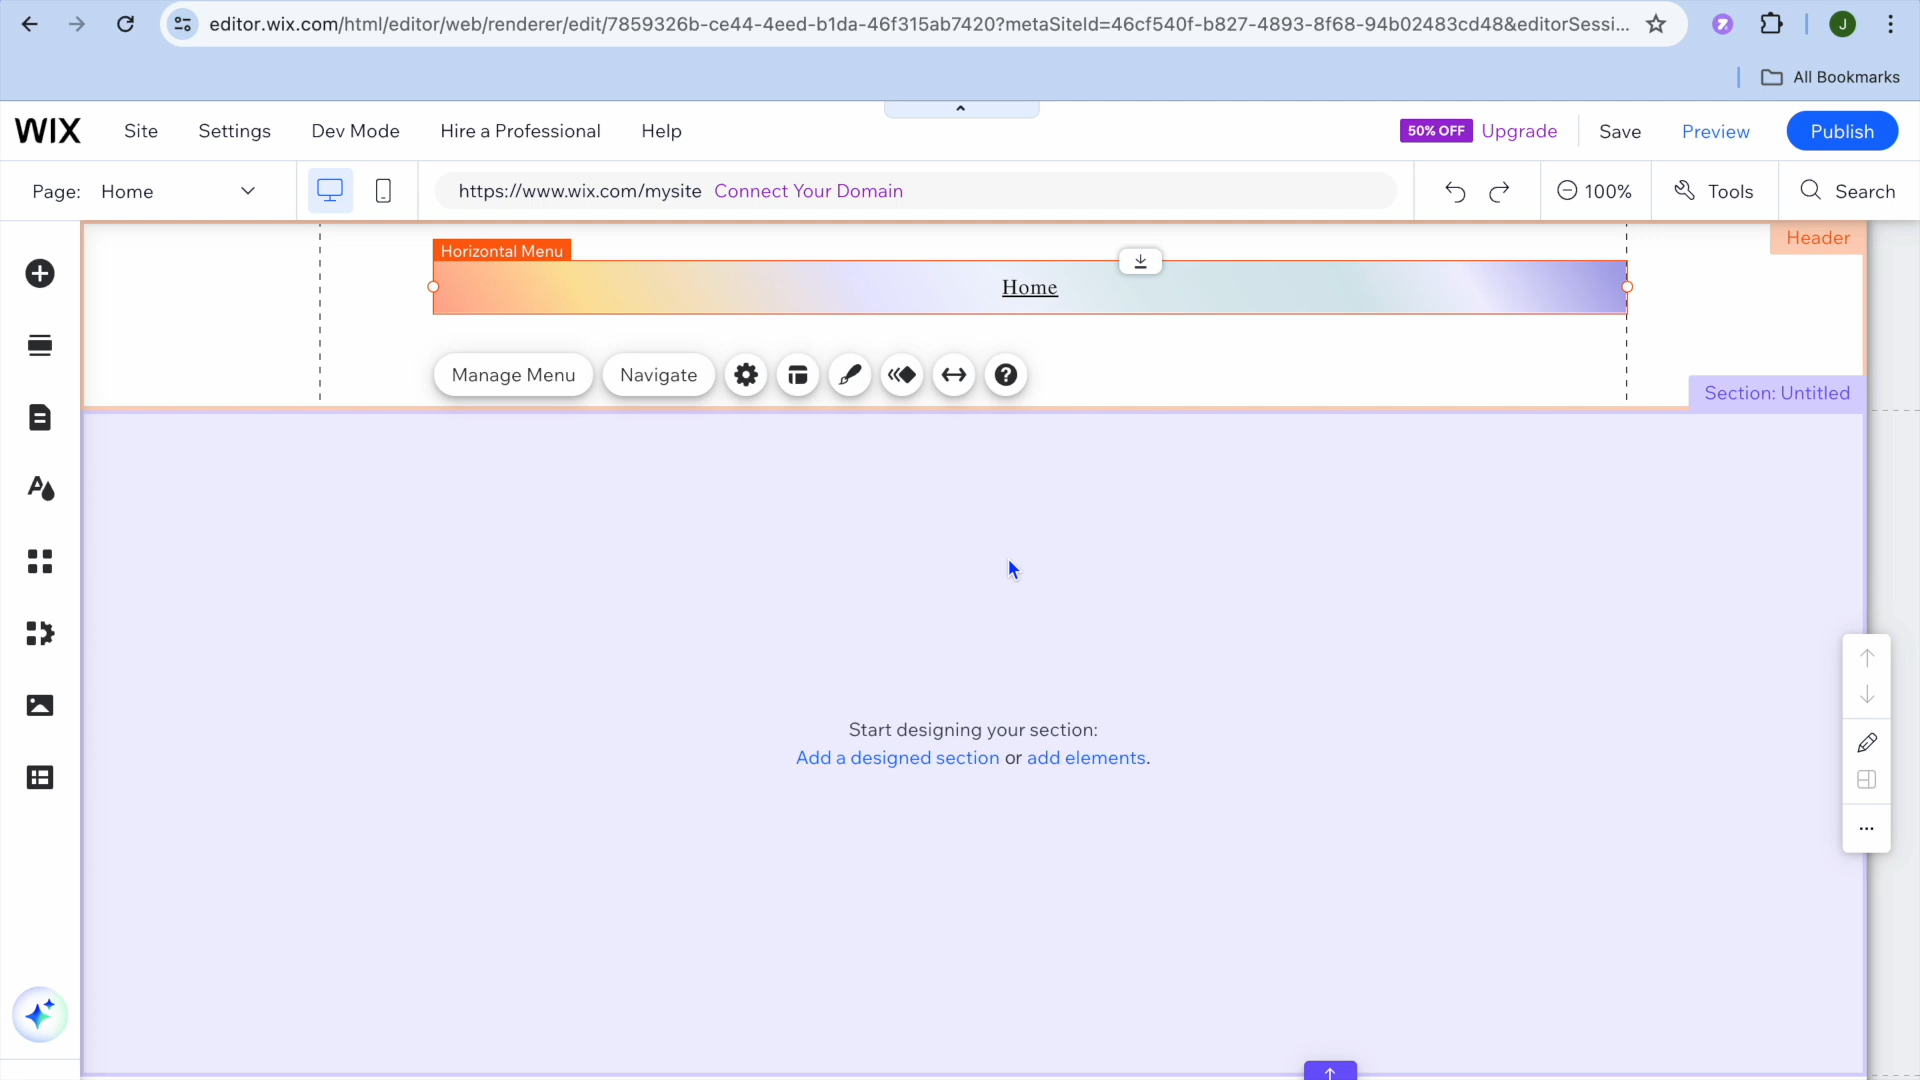 editor.wix.com/html/editor/web/renderer/edit/7859326b-ce44-4eed-b1da-46f315ab7420?metaSiteId=46cf540f-b827-4893-8f68-94b02483cd48&editorSessi...
J
All Bookmarks
WIX Site Settings Dev Mode Hire a Professional Help 50% OFF Upgrade Save Preview Publish
Page: Home https://www.wix.com/mysite Connect Your Domain 100% Tools Search
Header
Horizontal Menu
Home
Manage Menu Navigate
Section: Untitled
Start designing your section:
Add a designed section or add elements.